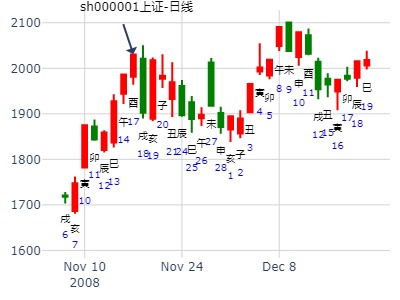 sh000001上证-日线
2100
2000
1900
1800
1700
1600
戌
6
亥
7
寅
10
卯
11
辰
12
巳
13
午
14
酉
17
戌
18
亥
19
子
20
丑
21
辰
24
巳
25
午
26
未
27
申
28
亥
1
子
2
丑
3
寅
4
卯
5
午
8
未
9
申
10
酉
11
戌
12
丑
15
寅
16
卯
17
辰
18
巳
19
Nov 10
2008
Nov 24
Dec 8